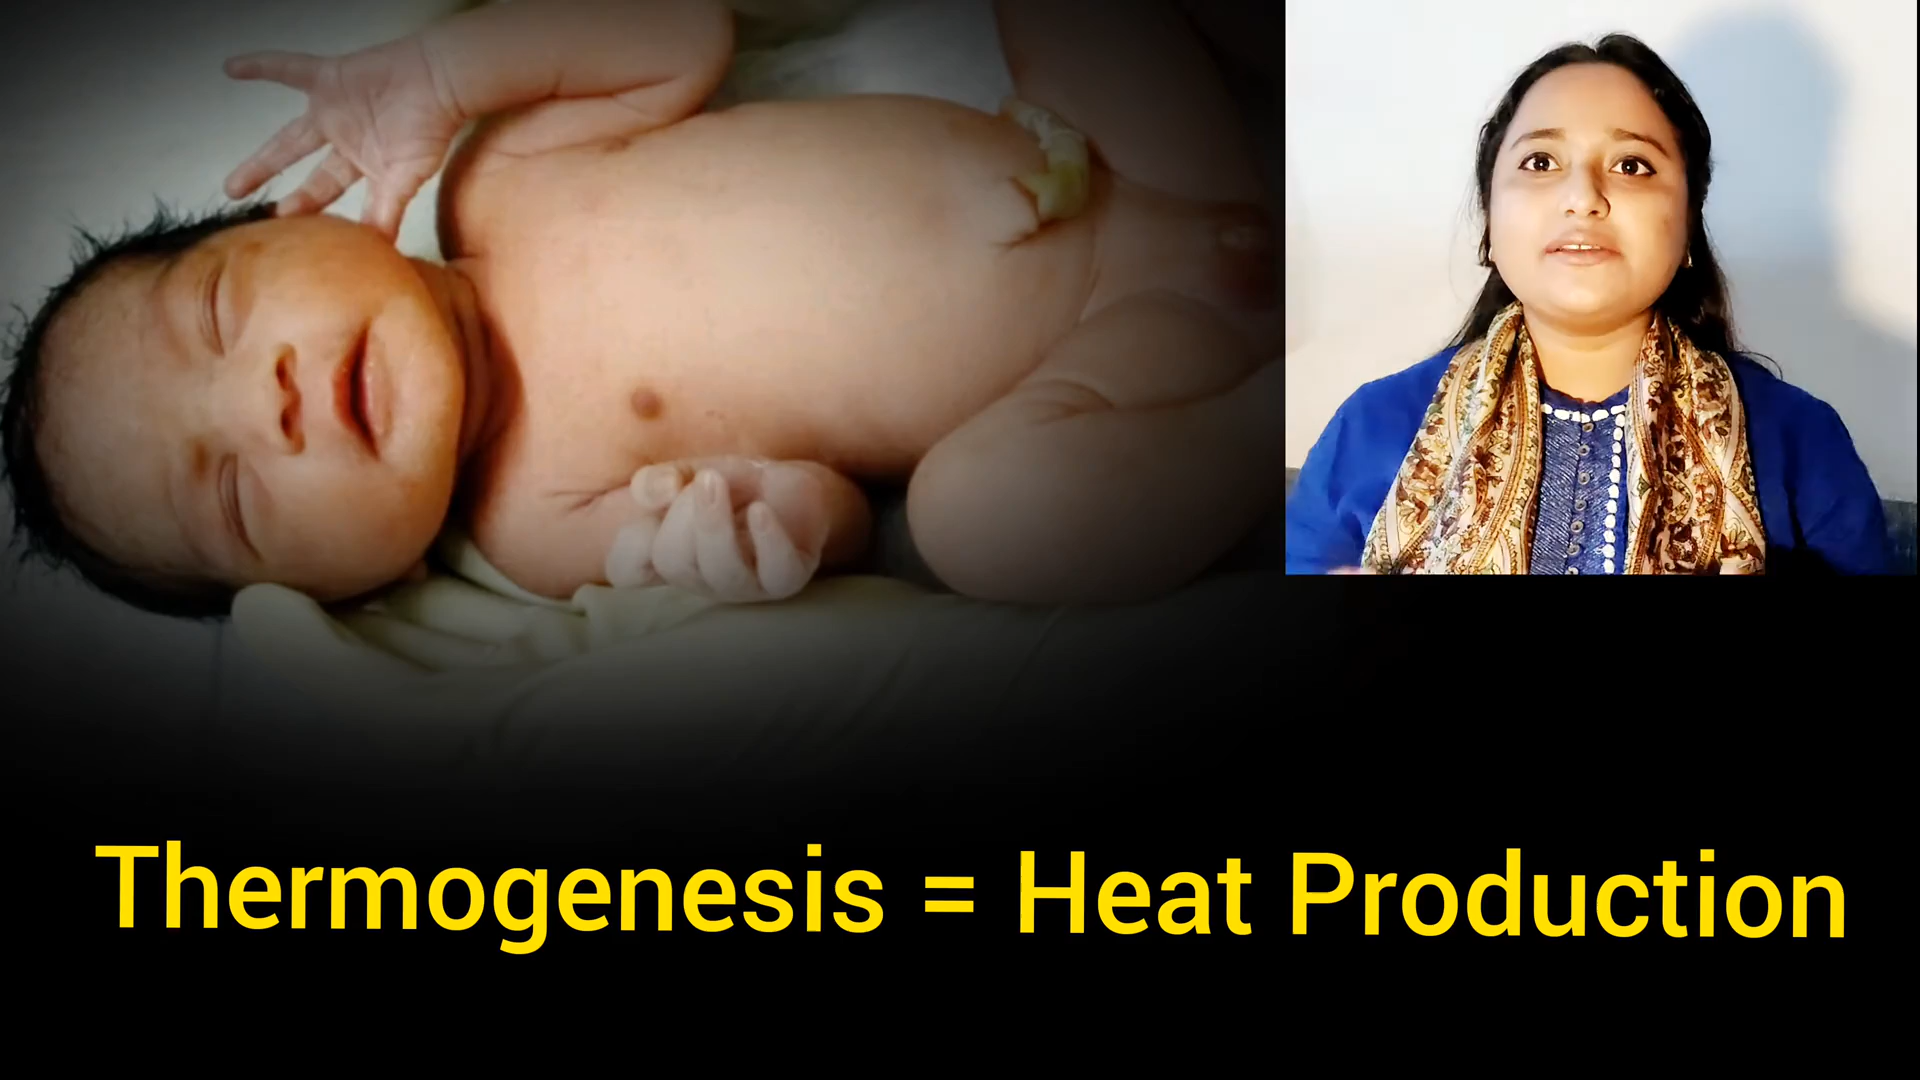 Thermogenesis = Heat Production